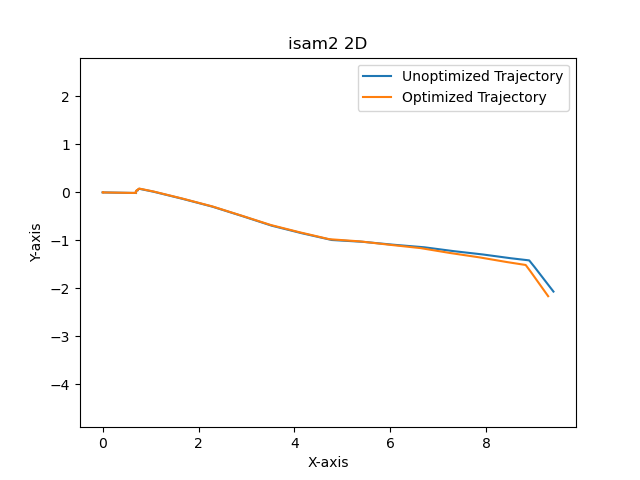 isam2 2D
Unoptimized Trajectory
Optimized Trajectory
2
1
0
−1
−2
−3
−4
Y-axis
0
2
4
6
8
X-axis